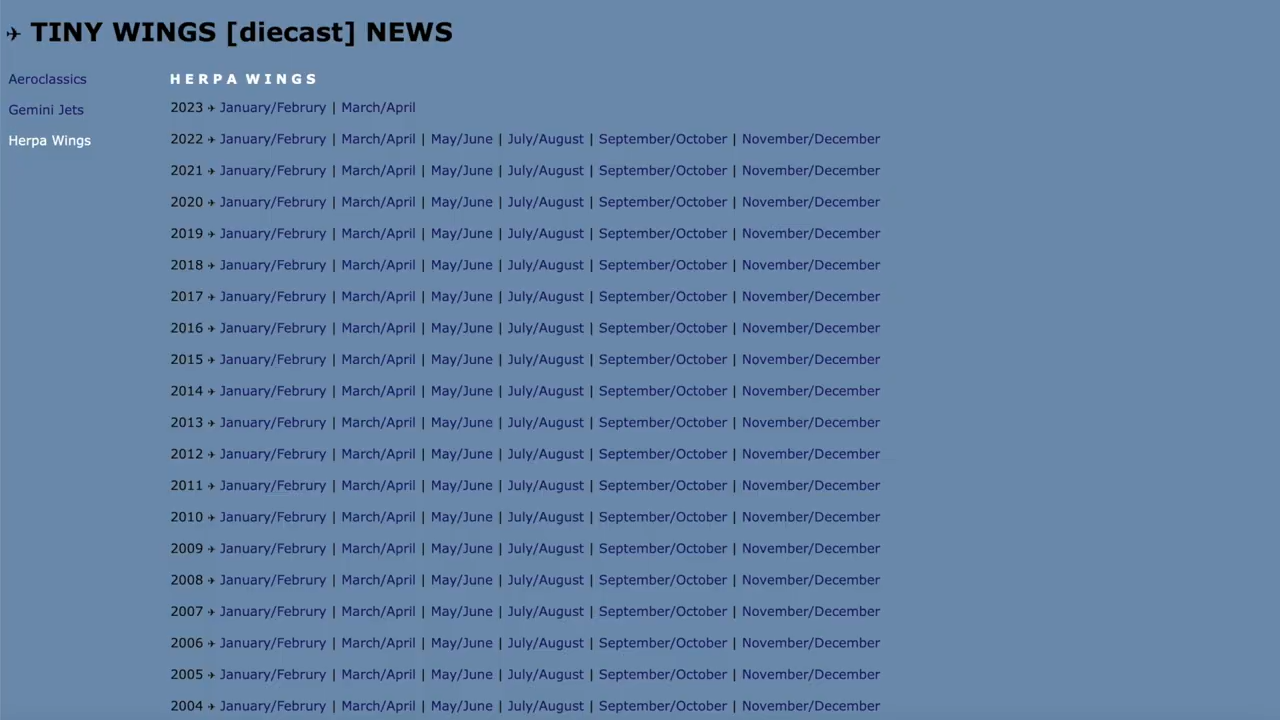 ✈ TINY WINGS [diecast] NEWS
Aeroclassics
Gemini Jets
Herpa Wings
HERPA WINGS
2023 ✈ January/Februry | March/April
2022 ✈ January/Februry | March/April | May/June | July/August | September/October | November/December
2021 ✈ January/Februry | March/April | May/June | July/August | September/October | November/December
2020 ✈ January/Februry | March/April | May/June | July/August | September/October | November/December
2019 ✈ January/Februry | March/April | May/June | July/August | September/October | November/December
2018 ✈ January/Februry | March/April | May/June | July/August | September/October | November/December
2017 ✈ January/Februry | March/April | May/June | July/August | September/October | November/December
2016 ✈ January/Februry | March/April | May/June | July/August | September/October | November/December
2015 ✈ January/Februry | March/April | May/June | July/August | September/October | November/December
2014 ✈ January/Februry | March/April | May/June | July/August | September/October | November/December
2013 ✈ January/Februry | March/April | May/June | July/August | September/October | November/December
2012 ✈ January/Februry | March/April | May/June | July/August | September/October | November/December
2011 ✈ January/Februry | March/April | May/June | July/August | September/October | November/December
2010 ✈ January/Februry | March/April | May/June | July/August | September/October | November/December
2009 ✈ January/Februry | March/April | May/June | July/August | September/October | November/December
2008 ✈ January/Februry | March/April | May/June | July/August | September/October | November/December
2007 ✈ January/Februry | March/April | May/June | July/August | September/October | November/December
2006 ✈ January/Februry | March/April | May/June | July/August | September/October | November/December
2005 ✈ January/Februry | March/April | May/June | July/August | September/October | November/December
2004 ✈ January/Februry | March/April | May/June | July/August | September/October | November/December